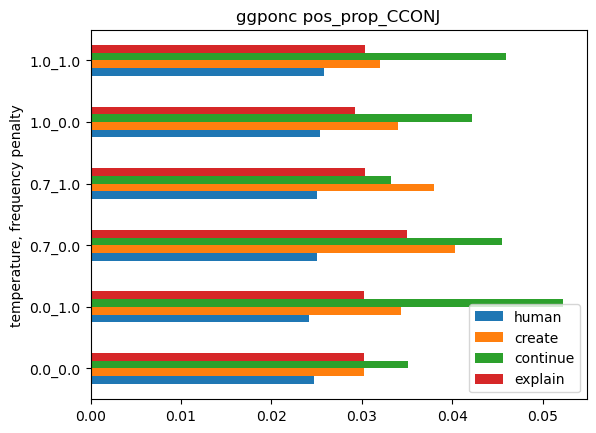 ggponc pos_prop_CCONJ
temperature, frequency penalty
1.0_1.0
1.0_0.0
0.7_1.0
0.7_0.0
0.0_1.0
0.0_0.0
human
create
continue
explain
0.00 0.01 0.02 0.03 0.04 0.05